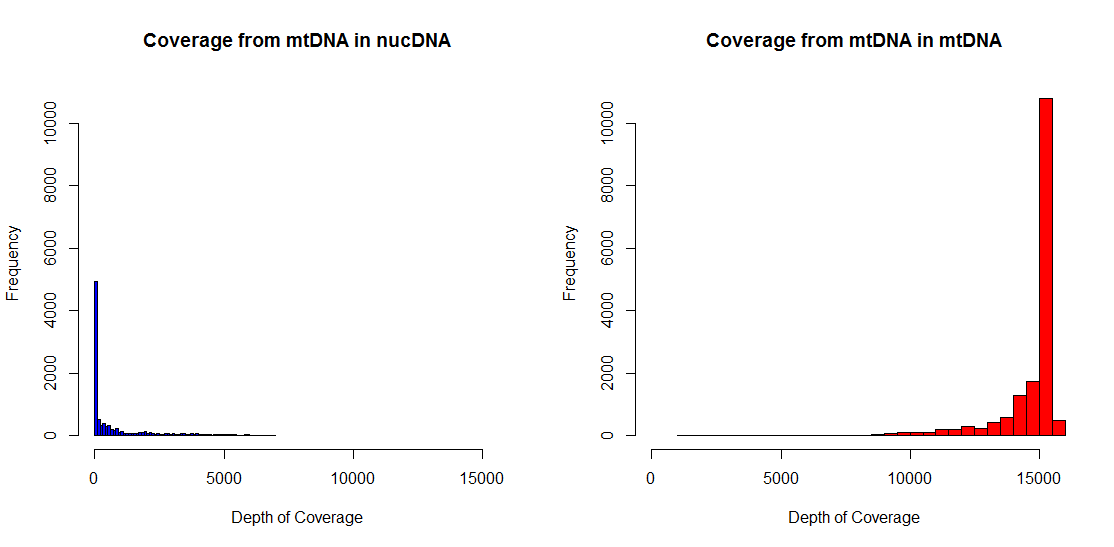 Coverage from mtDNA in nucDNA
Frequency
0
2000
4000
6000
8000
10000
0 5000 10000 15000
Depth of Coverage
Coverage from mtDNA in mtDNA
Frequency
0
2000
4000
6000
8000
10000
0 5000 10000 15000
Depth of Coverage